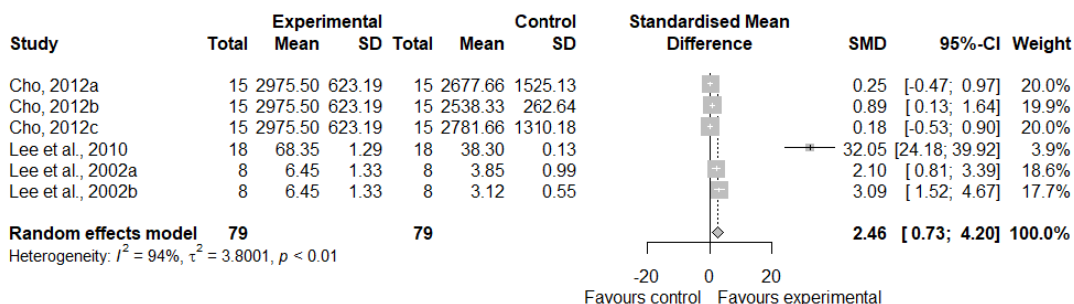 Experimental Control Standardised Mean
Study Total Mean SD Total Mean SD Difference SMD 95%-CI Weight
Cho, 2012a 15 2975.50 623.19 15 2677.66 1525.13 0.25 [-0.47; 0.97] 20.0%
Cho, 2012b 15 2975.50 623.19 15 2538.33 262.64 0.89 [ 0.13; 1.64] 19.9%
Cho, 2012c 15 2975.50 623.19 15 2781.66 1310.18 0.18 [-0.53; 0.90] 20.0%
Lee et al., 2010 18 68.35 1.29 18 38.30 0.13 32.05 [24.18; 39.92] 3.9%
Lee et al., 2002a 8 6.45 1.33 8 3.85 0.99 2.10 [ 0.81; 3.39] 18.6%
Lee et al., 2002b 8 6.45 1.33 8 3.12 0.55 3.09 [ 1.52; 4.67] 17.7%
Random effects model 79 79 2.46 [ 0.73; 4.20] 100.0%
Heterogeneity: I² = 94%, τ² = 3.8001, p < 0.01
-20 0 20
Favours control Favours experimental